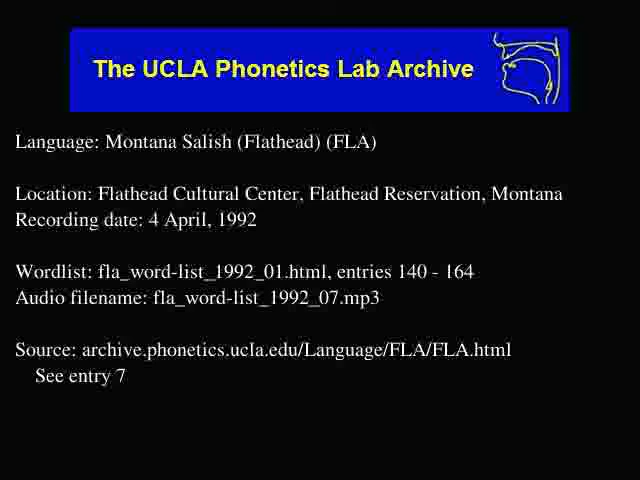 The UCLA Phonetics Lab Archive
Language: Montana Salish (Flathead) (FLA)
Location: Flathead Cultural Center, Flathead Reservation, Montana
Recording date: 4 April, 1992
Wordlist: fla_word-list_1992_01.html, entries 140 - 164
Audio filename: fla_word-list_1992_07.mp3
Source: archive.phonetics.ucla.edu/Language/FLA/FLA.html
See entry 7